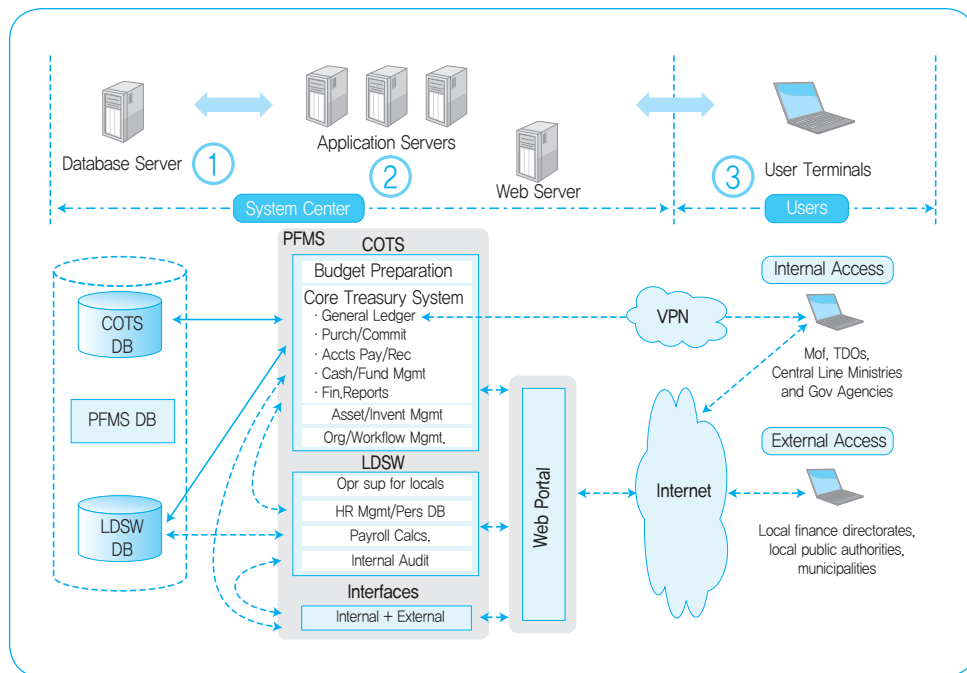 Database Server
1
Application Servers
2
Web Server
3
User Terminals
System Center
Users
PFMS
COTS
Budget Preparation
Core Treasury System
· General Ledger
· Purch/Commit
· Accts Pay/Rec
· Cash/Fund Mgmt
· Fin.Reports
Asset/Invent Mgmt
Org/Workflow Mgmt.
LDSW
Opr sup for locals
HR Mgmt/Pers DB
Payroll Calcs.
Internal Audit
Interfaces
Internal + External
COTS
DB
PFMS DB
LDSW
DB
Web Portal
VPN
Internet
Internal Access
Mof, TDOs,
Central Line Ministries
and Gov Agencies
External Access
Local finance directorates,
local public authorities,
municipalities